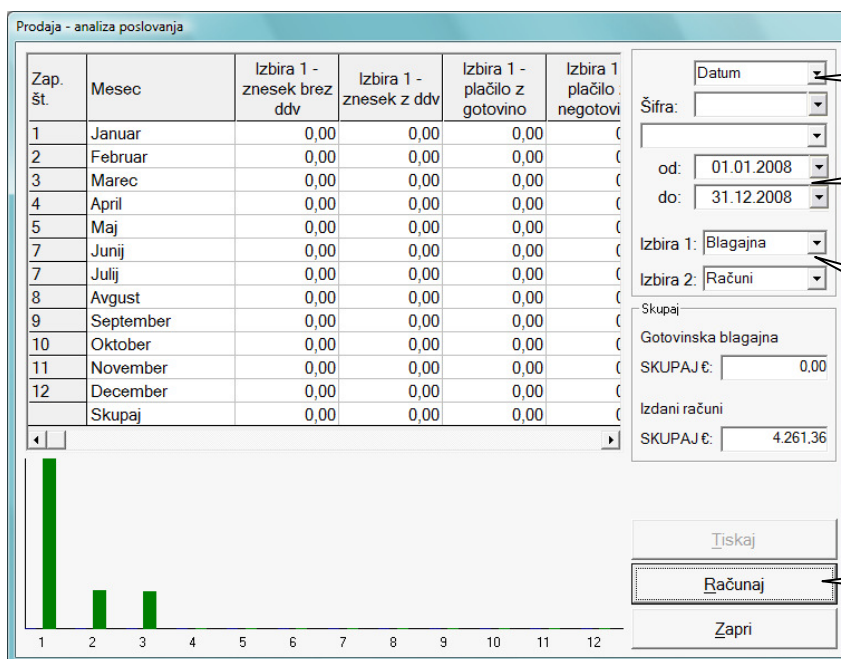 Prodaja - analiza poslovanja
Zap. št. Mesec Izbira 1 - znesek brez ddv Izbira 1 - znesek z ddv Izbira 1 - plačilo z gotovino Izbira 1 plačilo negotovi
1 Januar 0,00 0,00 0,00
2 Februar 0,00 0,00 0,00
3 Marec 0,00 0,00 0,00
4 April 0,00 0,00 0,00
5 Maj 0,00 0,00 0,00
7 Junij 0,00 0,00 0,00
7 Julij 0,00 0,00 0,00
8 Avgust 0,00 0,00 0,00
9 September 0,00 0,00 0,00
10 Oktober 0,00 0,00 0,00
11 November 0,00 0,00 0,00
12 December 0,00 0,00 0,00
Skupaj 0,00 0,00 0,00
Datum
Šifra:
od: 01.01.2008
do: 31.12.2008
Izbira 1: Blagajna
Izbira 2: Računi
Skupaj
Gotovinska blagajna
SKUPAJ €: 0,00
Izdani računi
SKUPAJ €: 4.261,36
Tiskaj
Računaj
Zapri
1 2 3 4 5 6 7 8 9 10 11 12